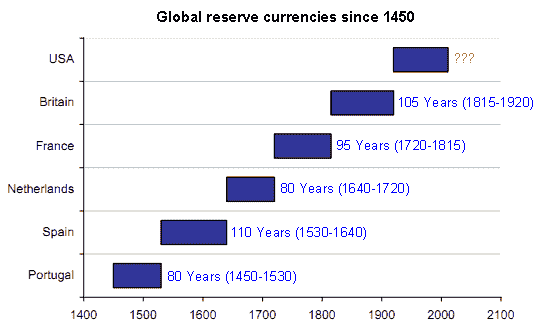 Global reserve currencies since 1450
USA ???
Britain 105 Years (1815-1920)
France 95 Years (1720-1815)
Netherlands 80 Years (1640-1720)
Spain 110 Years (1530-1640)
Portugal 80 Years (1450-1530)
1400 1500 1600 1700 1800 1900 2000 2100